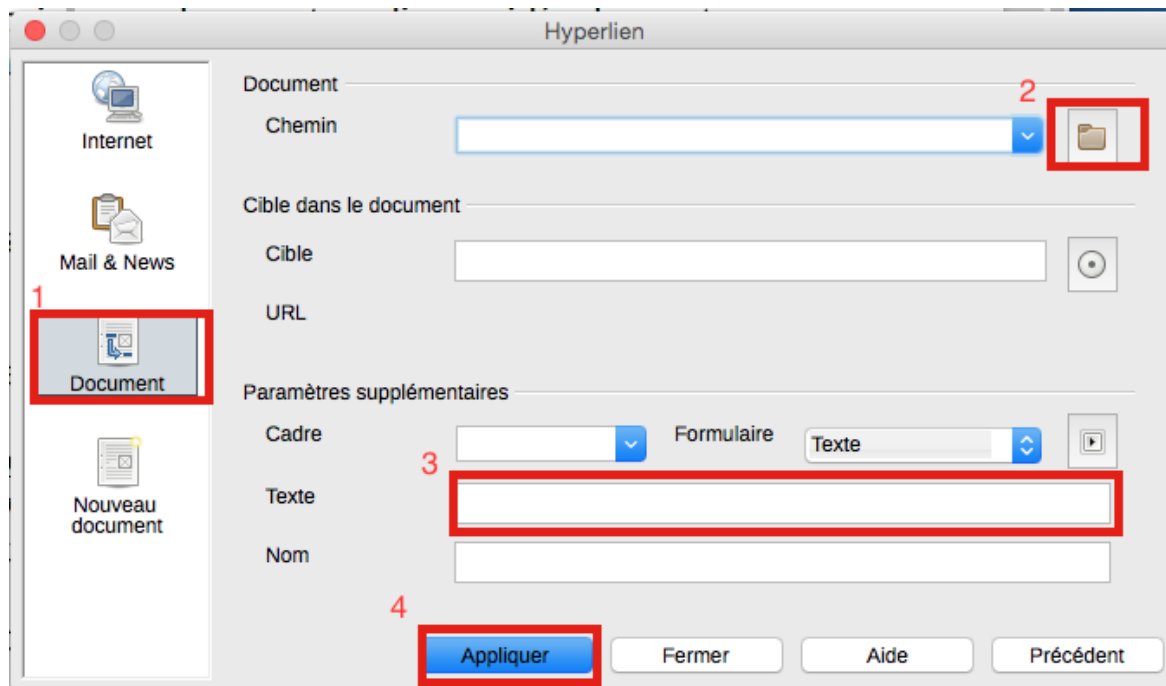 Hyperlien
Internet
Mail & News
1
Document
Nouveau
document
Document
2
Chemin
Cible dans le document
Cible
URL
Paramètres supplémentaires
Cadre
Formulaire
Texte
3
Texte
Nom
4
Appliquer
Fermer
Aide
Précédent